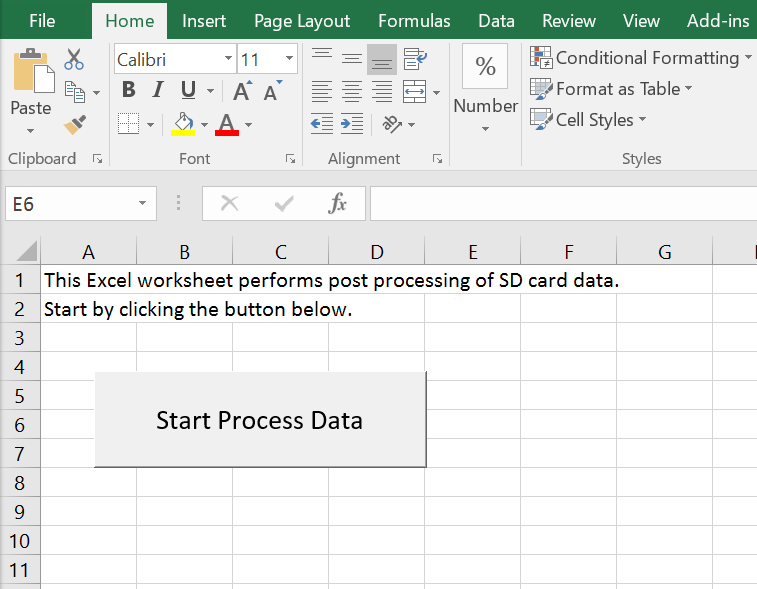 File Home Insert Page Layout Formulas Data Review View Add-ins
Calibri 11 % Conditional Formatting
Format as Table
Paste B I U A A Number
Cell Styles
A
Clipboard Font Alignment Styles
E6 fx
A B C D E F G
1 This Excel worksheet performs post processing of SD card data.
2 Start by clicking the button below.
3
4
5
6 Start Process Data
7
8
9
10
11